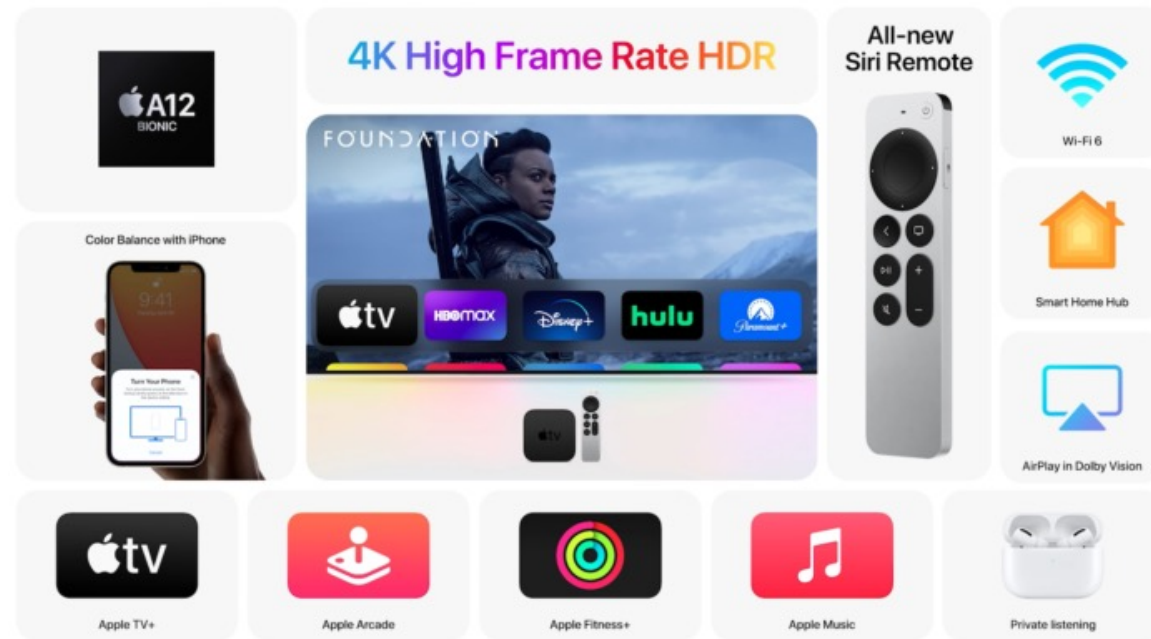 A12
BIONIC
4K High Frame Rate HDR
All-new
Siri Remote
Wi-Fi 6
FOUNDATION
Color Balance with iPhone
9:41
Smart Home Hub
tv
HBOMAX
Disney+
hulu
Paramount+
Turn Your Phone
tv
AirPlay in Dolby Vision
tv
Apple TV+
Apple Arcade
Apple Fitness+
Apple Music
Private listening